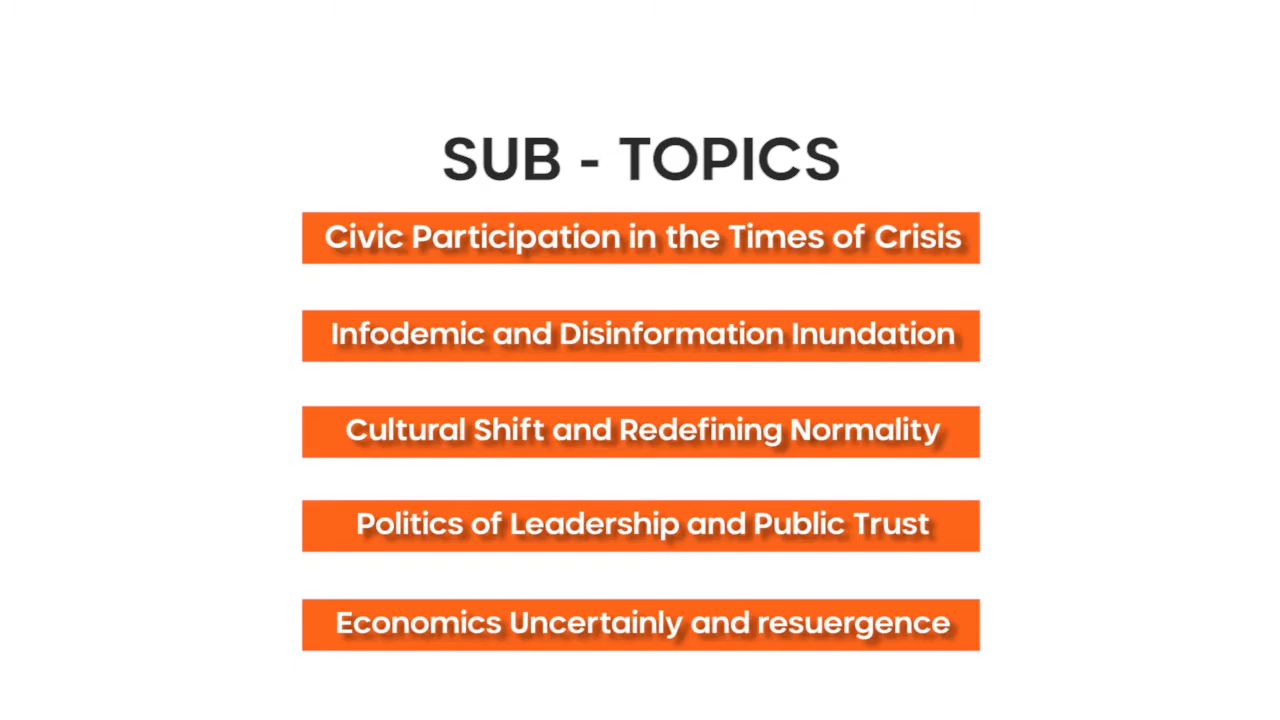 SUB - TOPICS
Civic Participation in the Times of Crisis
Infodemic and Disinformation Inundation
Cultural Shift and Redefining Normality
Politics of Leadership and Public Trust
Economics Uncertainly and resuergence